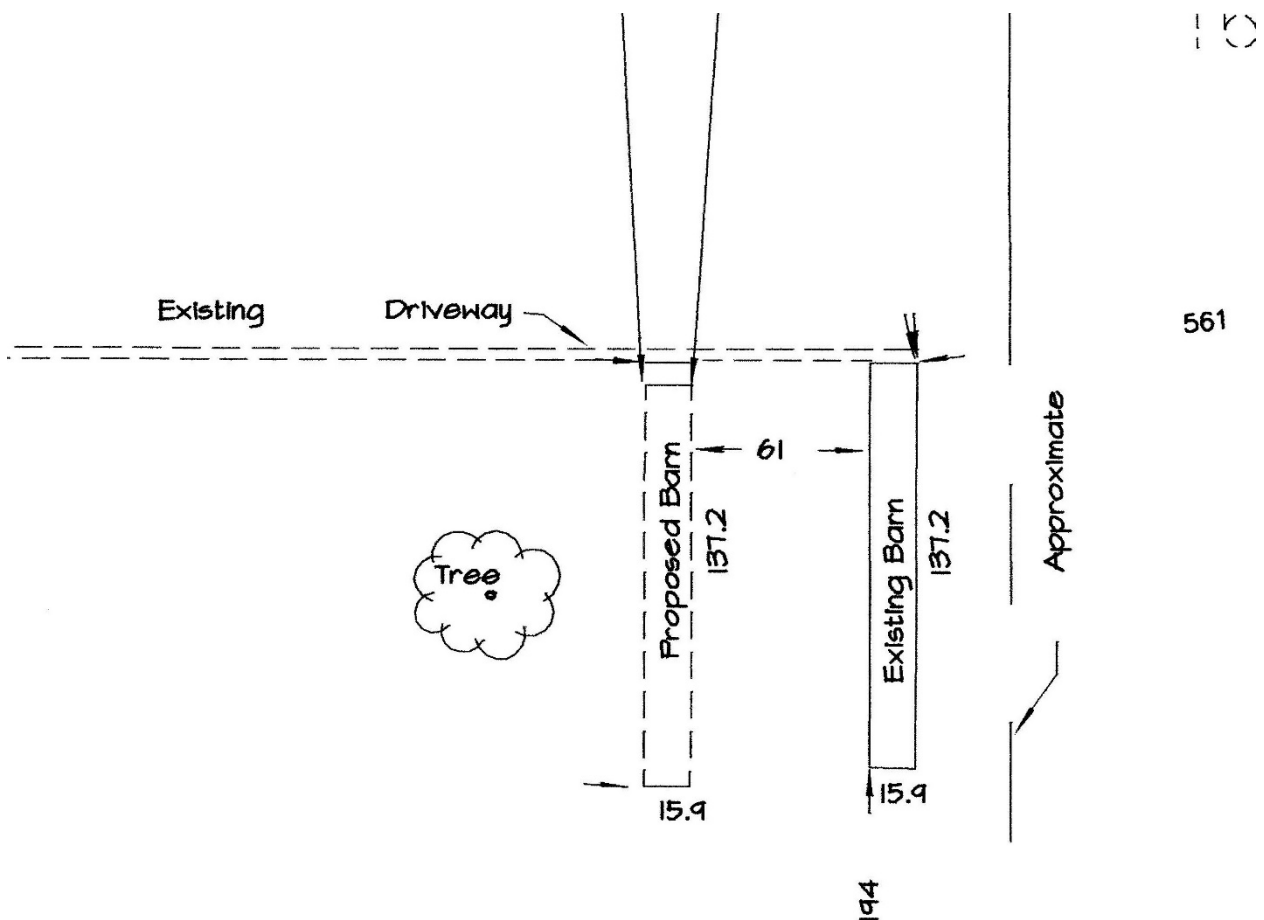 Existing Driveway
561
61
Approximate
Proposed Barn
137.2
Existing Barn
137.2
Tree
15.9
15.9
194